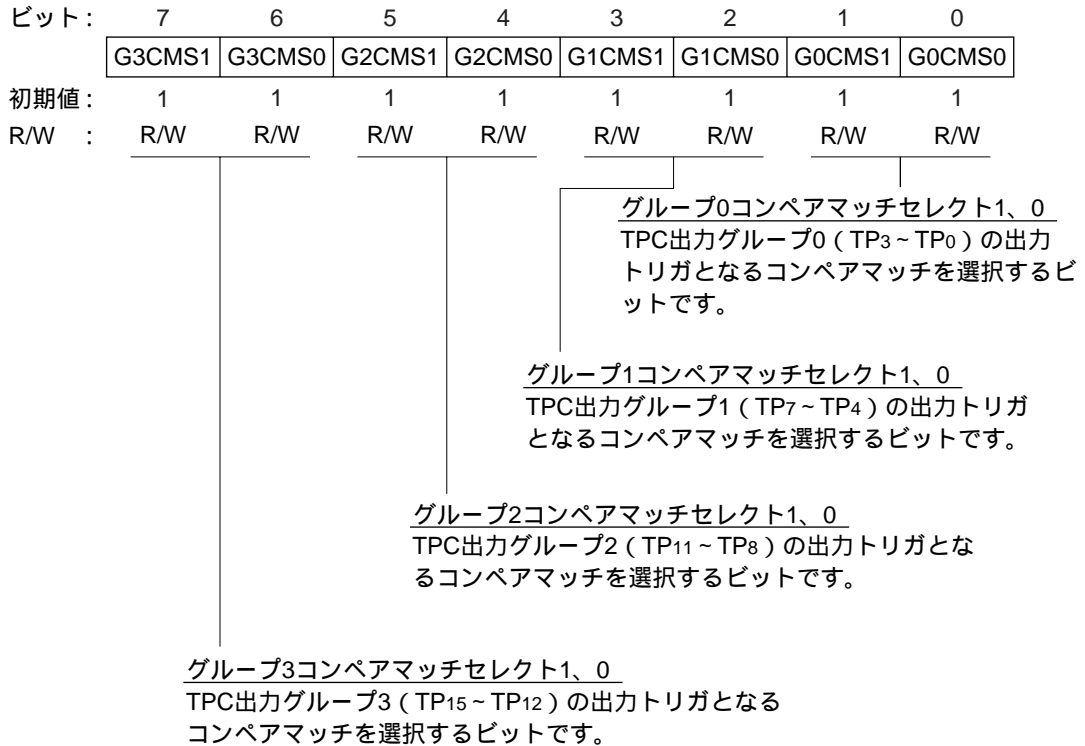 ビット: 7 6 5 4 3 2 1 0
G3CMS1 G3CMS0 G2CMS1 G2CMS0 G1CMS1 G1CMS0 G0CMS1 G0CMS0
初期値: 1 1 1 1 1 1 1 1
R/W : R/W R/W R/W R/W R/W R/W R/W R/W
グループ0コンペアマッチセレクト1、0
TPC出力グループ0(TP3~TP0)の出力
トリガとなるコンペアマッチを選択するビ
ットです。
グループ1コンペアマッチセレクト1、0
TPC出力グループ1(TP7~TP4)の出力トリガ
となるコンペアマッチを選択するビットです。
グループ2コンペアマッチセレクト1、0
TPC出力グループ2(TP11~TP8)の出力トリガとな
るコンペアマッチを選択するビットです。
グループ3コンペアマッチセレクト1、0
TPC出力グループ3(TP15~TP12)の出力トリガとなる
コンペアマッチを選択するビットです。